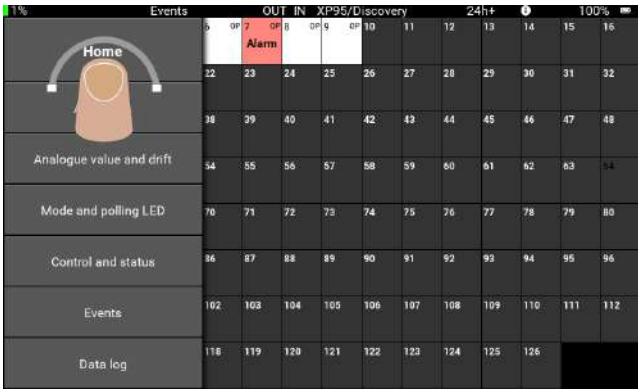 1% Events OUT IN XP95/Discovery 24h+ 100%
Home
Analogue value and drift
Mode and polling LED
Control and status
Events
Data log
6 OP 7 OP 8 OP 9 OP 10 11 12 13 14 15 16
Alarm
22 23 24 25 26 27 28 29 30 31 32
38 39 40 41 42 43 44 45 46 47 48
54 55 56 57 58 59 60 61 62 63 64
70 71 72 73 74 75 76 77 78 79 80
86 87 88 89 90 91 92 93 94 95 96
102 103 104 105 106 107 108 109 110 111 112
118 119 120 121 122 123 124 125 126